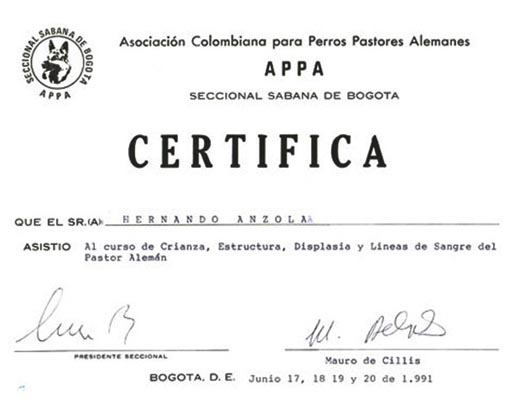 SECCIONAL SABANA DE BOGOTA
APPA
Asociación Colombiana para Perros Pastores Alemanes
APPA
SECCIONAL SABANA DE BOGOTA
CERTIFICA
QUE EL SR.(A) HERNANDO ANZOLA
ASISTIO Al curso de Crianza, Estructura, Displasia y Lineas de Sangre del
Pastor Alemán
PRESIDENTE SECCIONAL
Mauro de Cillis
BOGOTA, D. E. Junio 17, 18 19 y 20 de 1.991